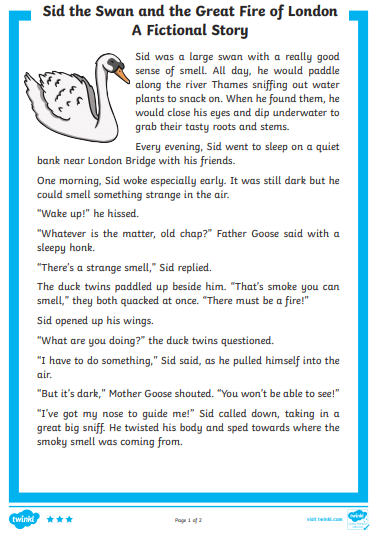 Sid the Swan and the Great Fire of London
A Fictional Story
Sid was a large swan with a really good
sense of smell. All day, he would paddle
along the river Thames sniffing out water
plants to snack on. When he found them, he
would close his eyes and dip underwater to
grab their tasty roots and stems.
Every evening, Sid went to sleep on a quiet
bank near London Bridge with his friends.
One morning, Sid woke especially early. It was still dark but he
could smell something strange in the air.
“Wake up!” he hissed.
“Whatever is the matter, old chap?” Father Goose said with a
sleepy honk.
“There’s a strange smell,” Sid replied.
The duck twins paddled up beside him. “That’s smoke you can
smell,” they both quacked at once. “There must be a fire!”
Sid opened up his wings.
“What are you doing?” the duck twins questioned.
“I have to do something,” Sid said, as he pulled himself into the
air.
“But it’s dark,” Mother Goose shouted. “You won’t be able to see!”
“I’ve got my nose to guide me!” Sid called down, taking in a
great big sniff. He twisted his body and sped towards where the
smoky smell was coming from.
twinkl
Page 1 of 2
visit twinkl.com
twinkl